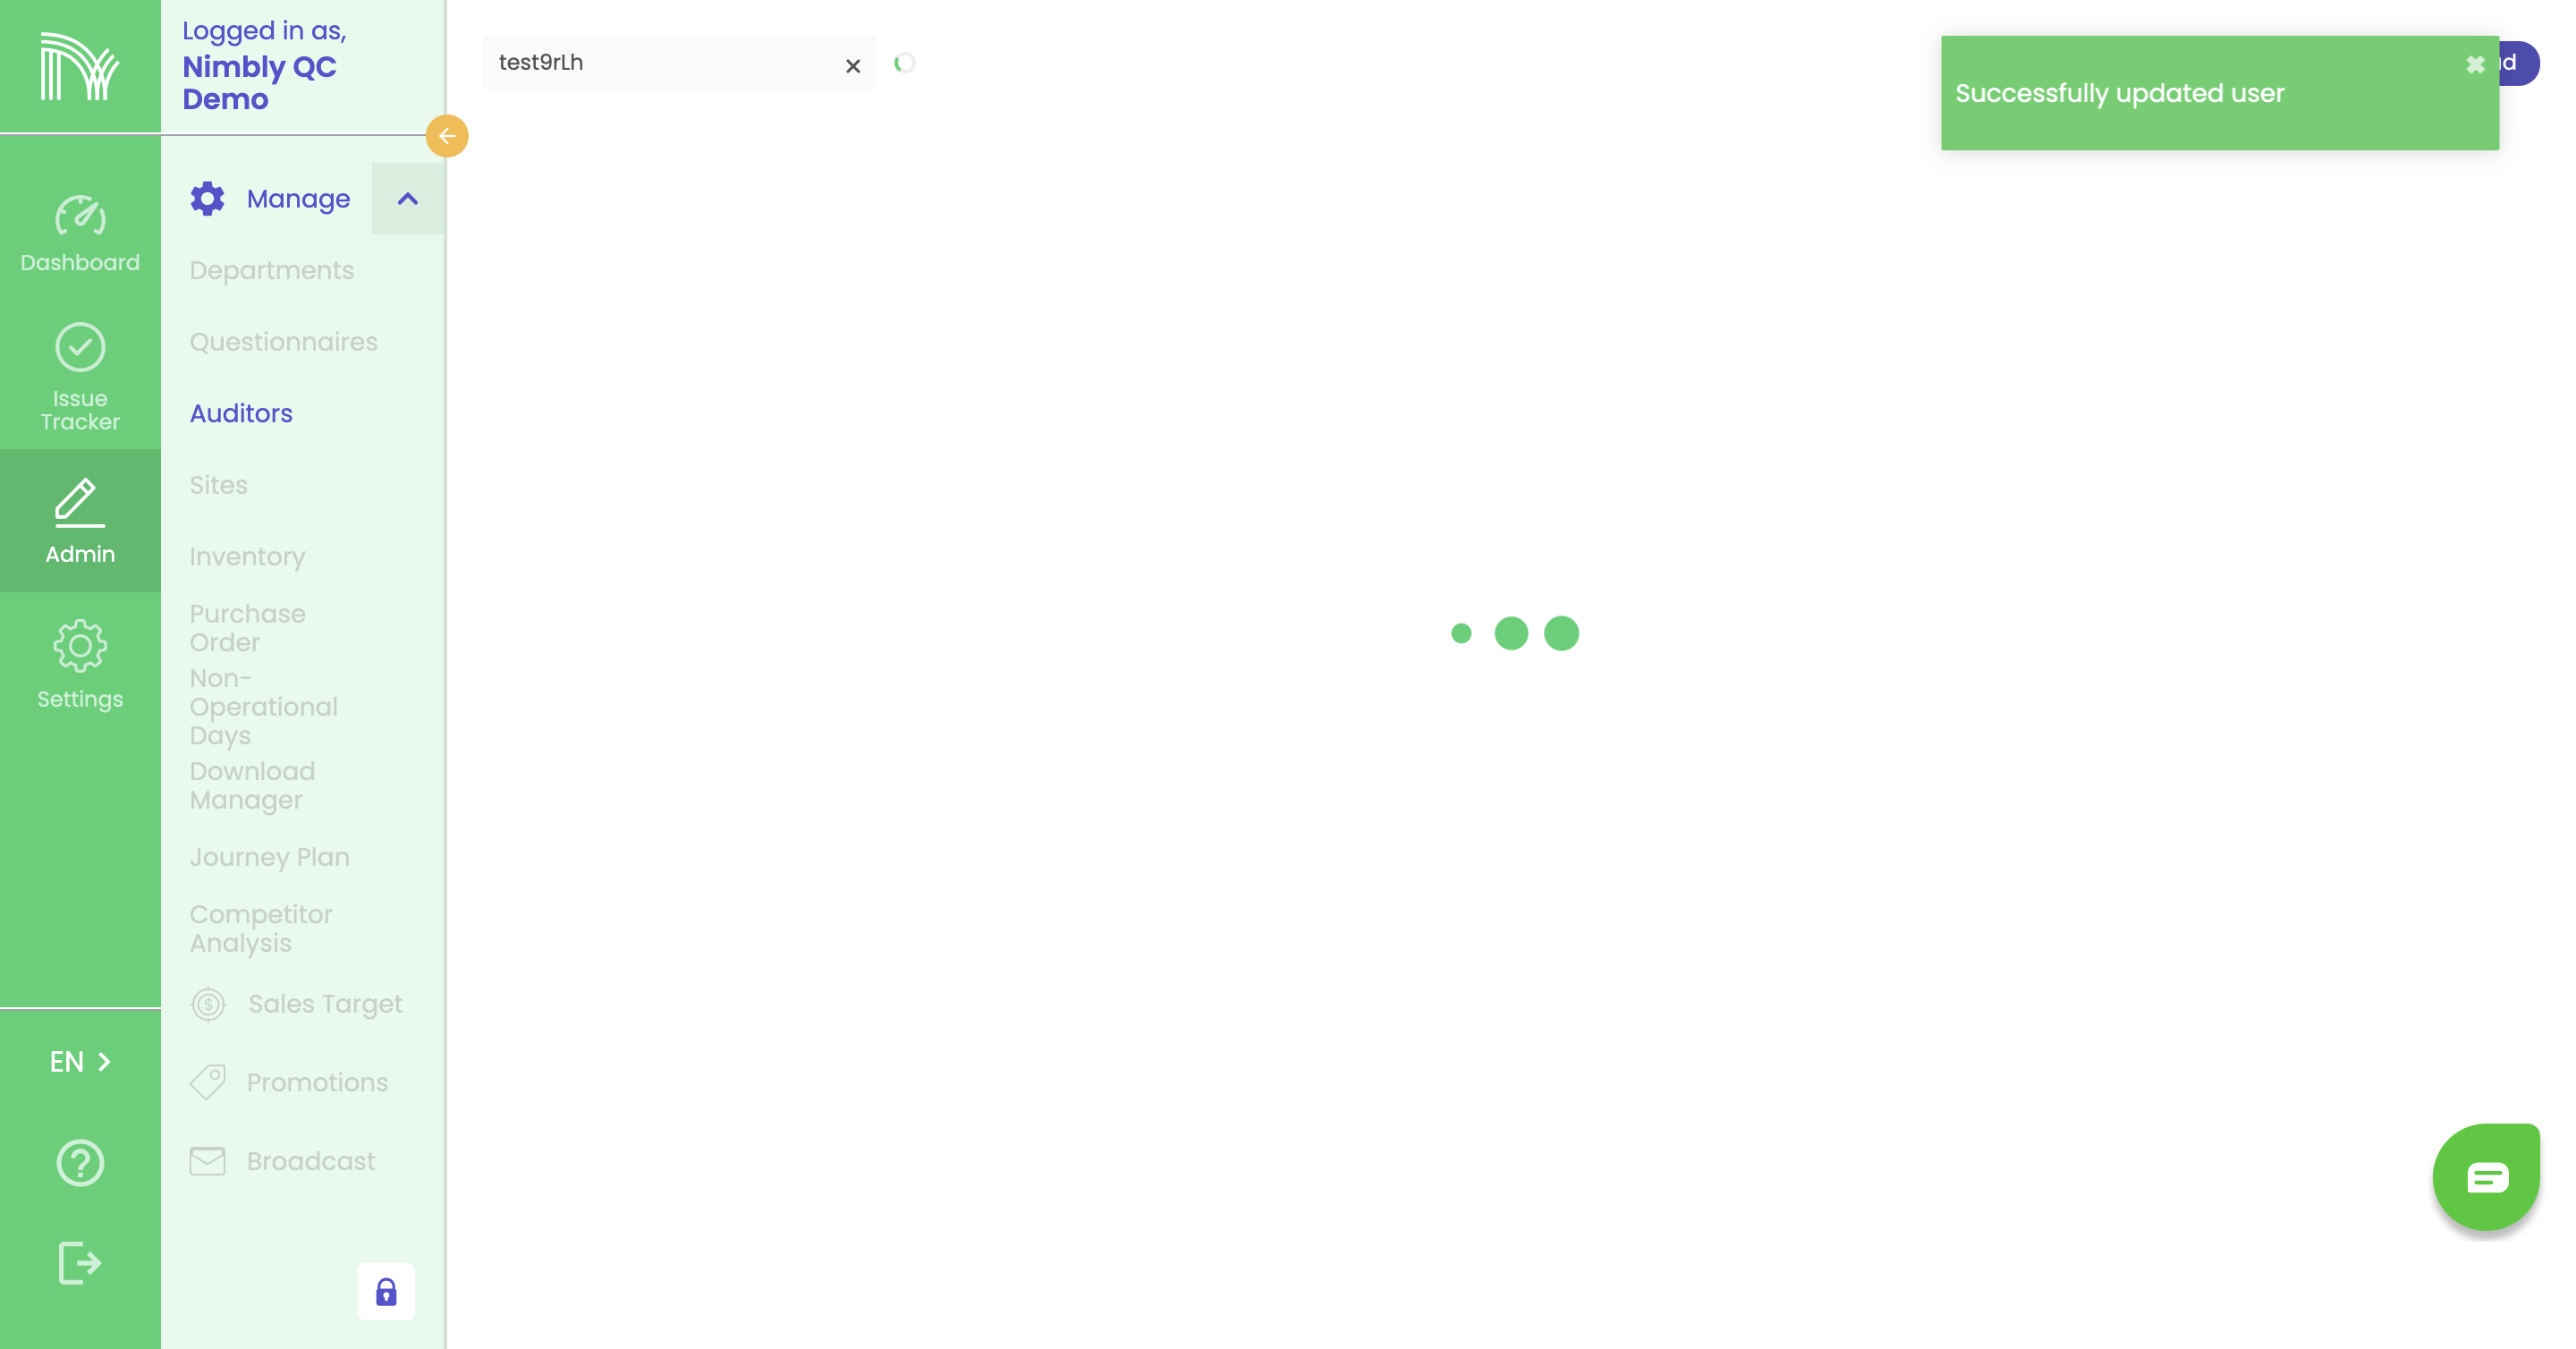 Logged in as,
Nimbly QC
Demo
Dashboard
Issue
Tracker
Admin
Settings
EN
Manage
Departments
Questionnaires
Auditors
Sites
Inventory
Purchase
Order
Non-
Operational
Days
Download
Manager
Journey Plan
Competitor
Analysis
Sales Target
Promotions
Broadcast
test9rLh
Successfully updated user